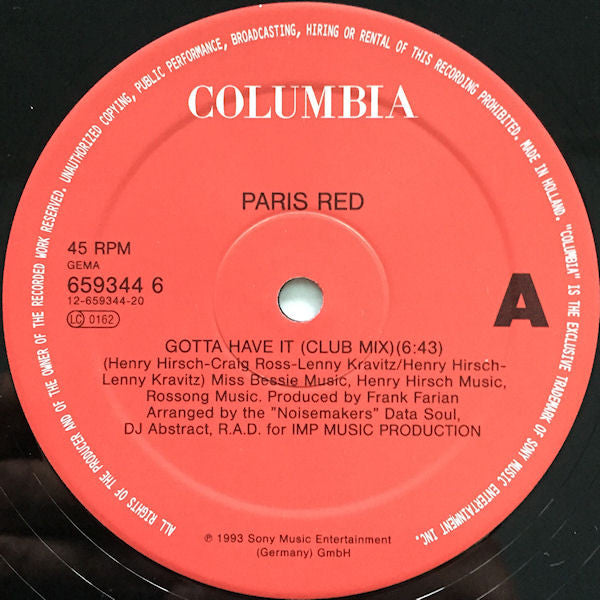 ALL RIGHTS OF THE PRODUCER AND OF THE OWNER OF THE RECORDED WORK RESERVED. UNAUTHORIZED COPYING, PUBLIC PERFORMANCE, BROADCASTING, HIRING OR RENTAL OF THIS RECORDING PROHIBITED. MADE IN HOLLAND. "COLUMBIA" IS THE EXCLUSIVE TRADEMARK OF SONY MUSIC ENTERTAINMENT INC.
COLUMBIA
PARIS RED
45 RPM
GEMA
659344 6
12-659344-20
LC 0162
A
GOTTA HAVE IT (CLUB MIX)(6:43)
(Henry Hirsch-Craig Ross-Lenny Kravitz/Henry Hirsch-
Lenny Kravitz) Miss Bessie Music, Henry Hirsch Music,
Rossong Music. Produced by Frank Farian
Arranged by the "Noisemakers" Data Soul,
DJ Abstract, R.A.D. for IMP MUSIC PRODUCTION
℗ 1993 Sony Music Entertainment
(Germany) GmbH